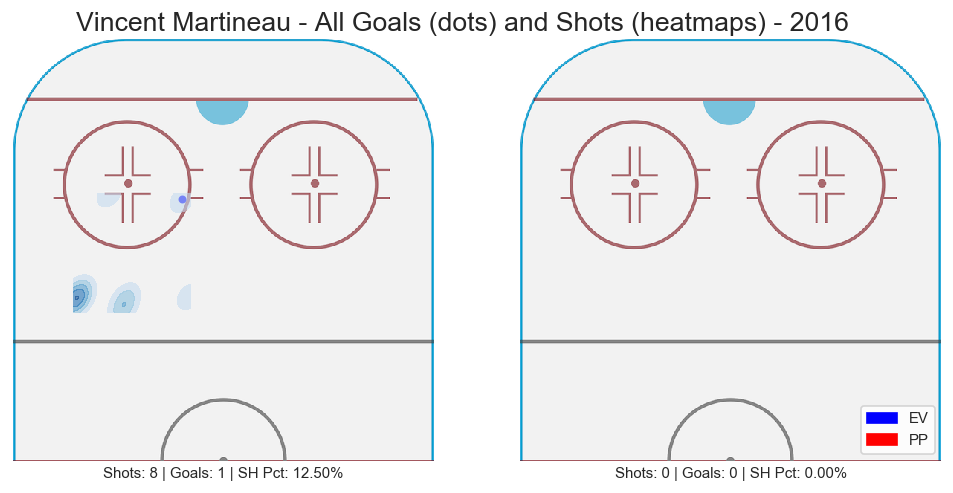 Vincent Martineau - All Goals (dots) and Shots (heatmaps) - 2016
EV
PP
Shots: 8 | Goals: 1 | SH Pct: 12.50%
Shots: 0 | Goals: 0 | SH Pct: 0.00%